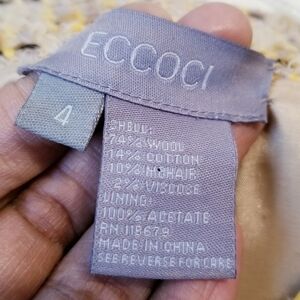 ECCOCI
4
SHELL:
74% WOOL
14% COTTON
10% MOHAIR
2% VISCOSE
LINING:
100% ACETATE
RN 118678
MADE IN CHINA
SEE REVERSE FOR CARE